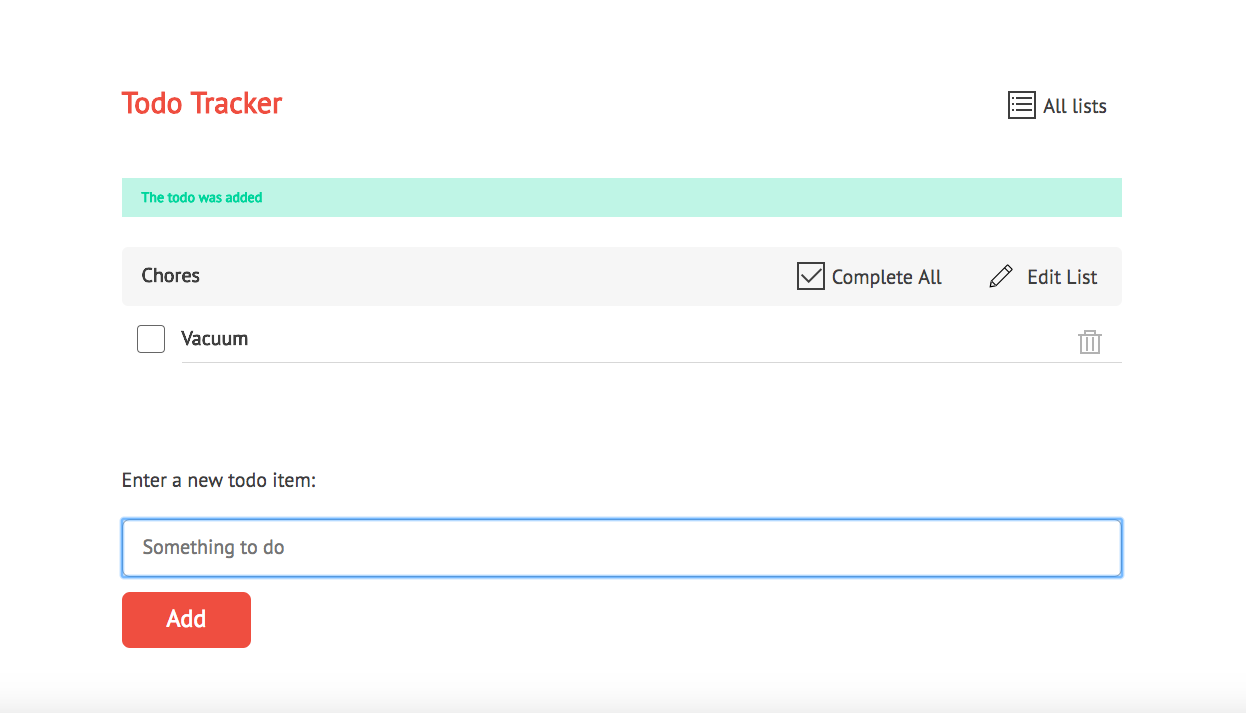 Todo Tracker
All lists
The todo was added
Chores
Complete All
Edit List
Vacuum
Enter a new todo item:
Something to do
Add